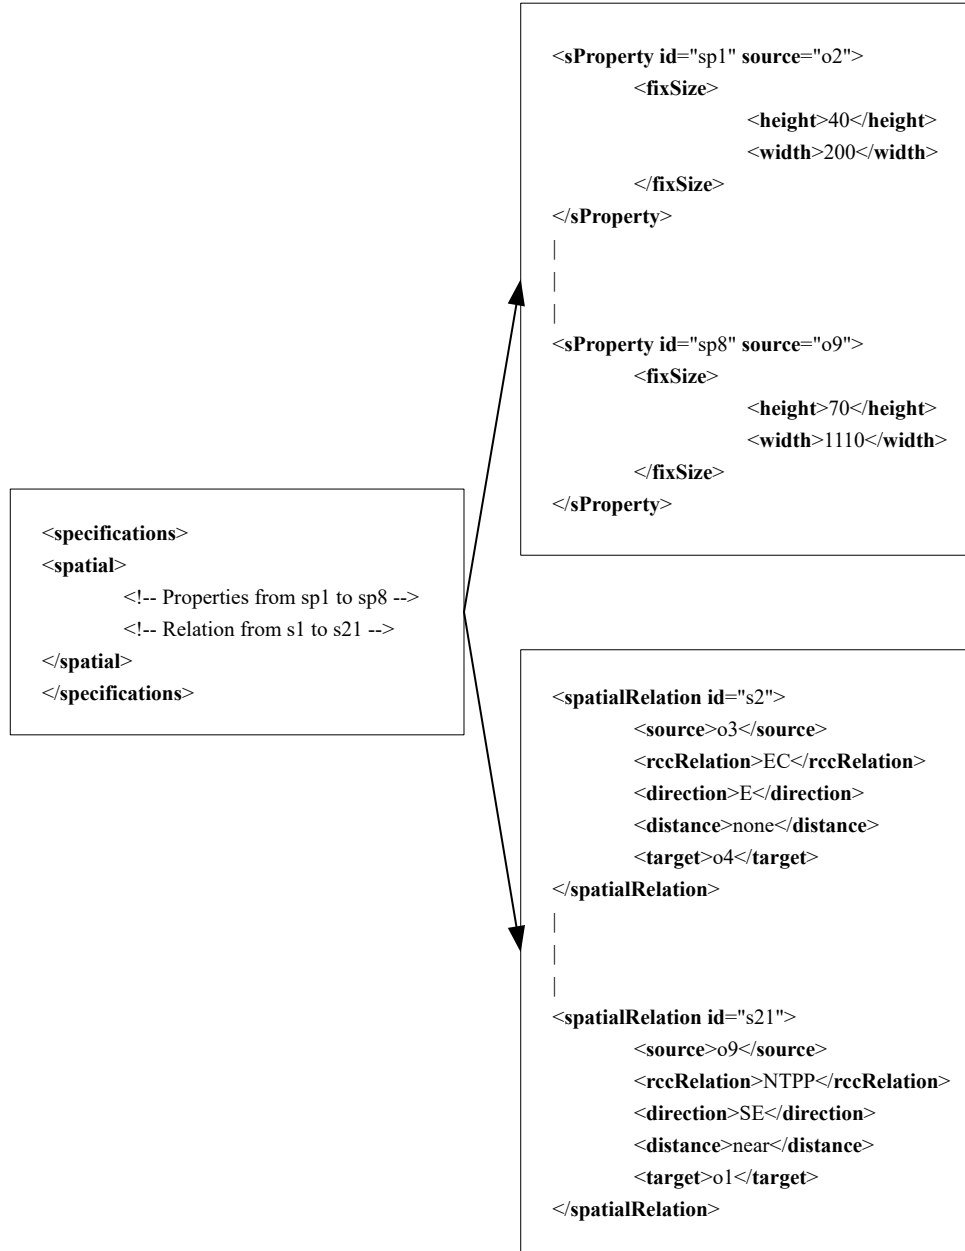 <sProperty id="sp1" source="o2">
<fixSize>
<height>40</height>
<width>200</width>
</fixSize>
</sProperty>
|
|
|
<sProperty id="sp8" source="o9">
<fixSize>
<height>70</height>
<width>1110</width>
</fixSize>
</sProperty>
<specifications>
<spatial>
<!-- Properties from sp1 to sp8 -->
<!-- Relation from s1 to s21 -->
</spatial>
</specifications>
<spatialRelation id="s2">
<source>o3</source>
<rccRelation>EC</rccRelation>
<direction>E</direction>
<distance>none</distance>
<target>o4</target>
</spatialRelation>
|
|
|
<spatialRelation id="s21">
<source>o9</source>
<rccRelation>NTPP</rccRelation>
<direction>SE</direction>
<distance>near</distance>
<target>o1</target>
</spatialRelation>